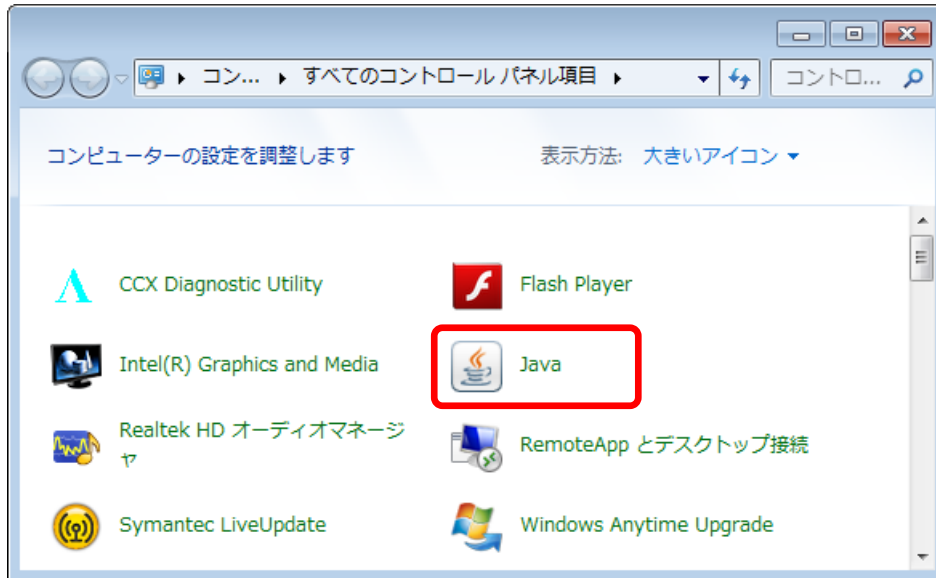 コン... すべてのコントロール パネル項目 コントロ...
コンピューターの設定を調整します 表示方法: 大きいアイコン
CCX Diagnostic Utility Flash Player
Intel(R) Graphics and Media Java
Realtek HD オーディオマネージ
ャ
RemoteApp とデスクトップ接続
Symantec LiveUpdate Windows Anytime Upgrade